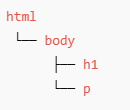 html
└── body
    ├── h1
    └── p